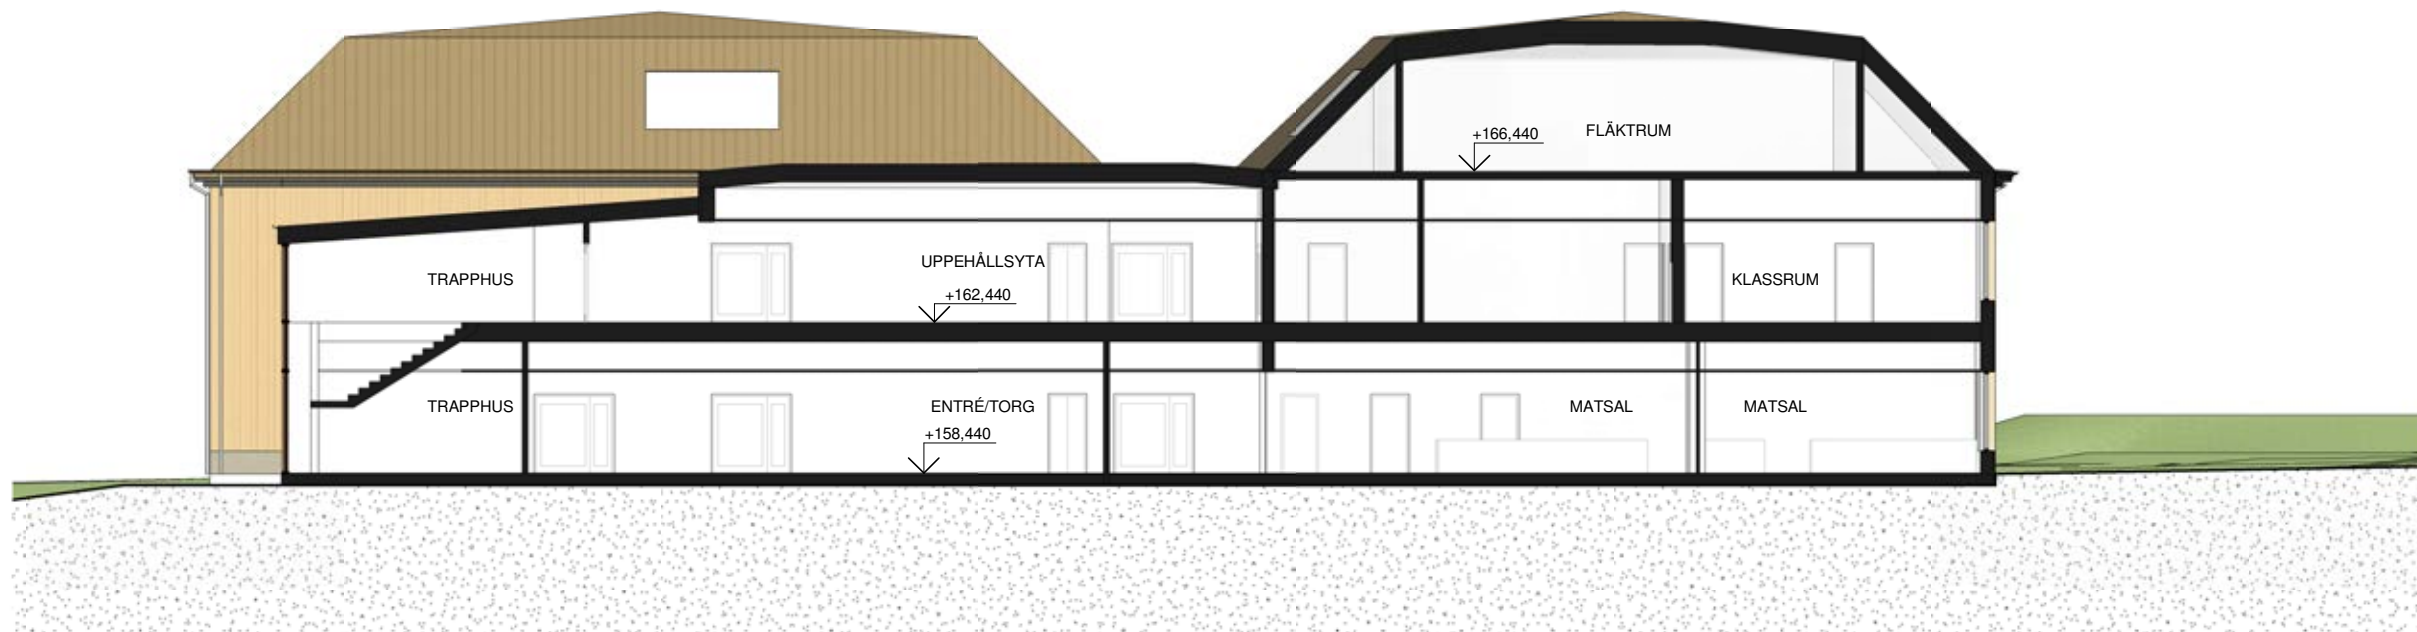 FLÄKTRUM
+166,440
UPPEHÅLLSYTA
TRAPPHUS
KLASSRUM
+162,440
TRAPPHUS
ENTRÉ/TORG
MATSAL
MATSAL
+158,440